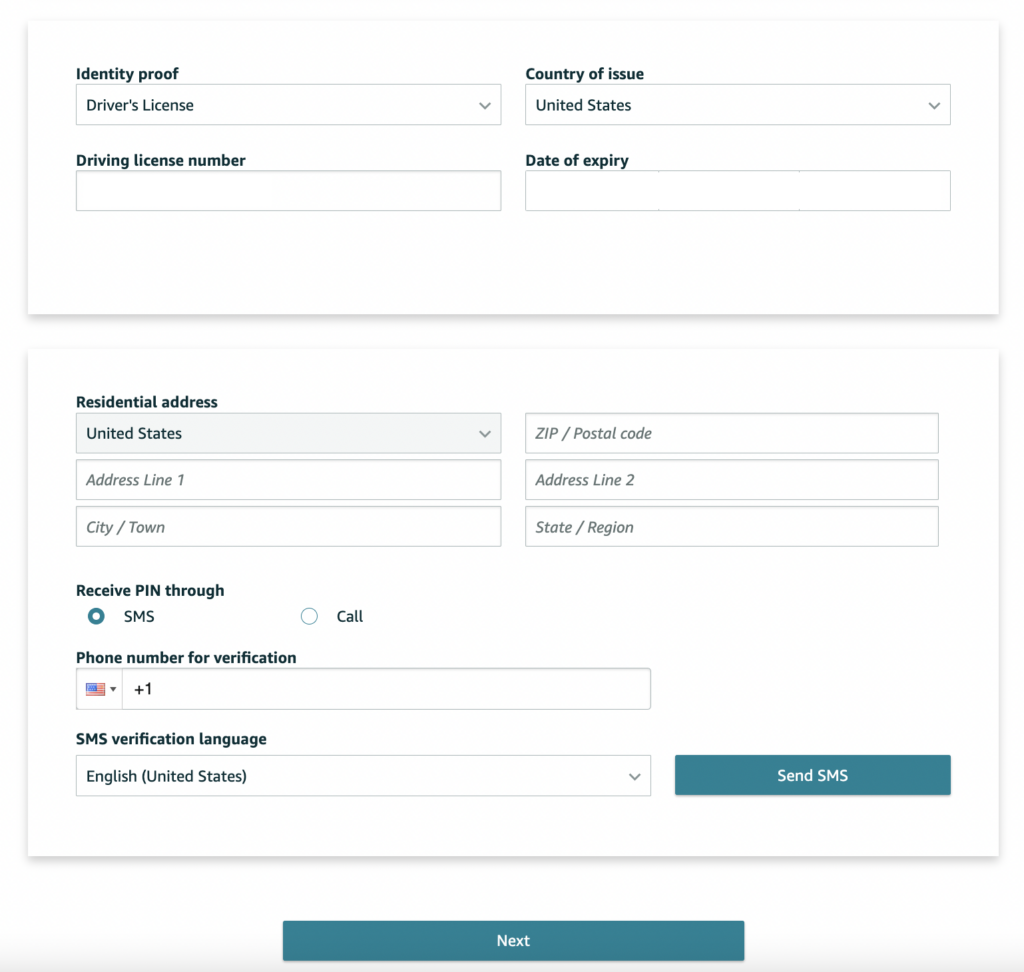 Identity proof
Country of issue
Driver's License
United States
Driving license number
Date of expiry
Residential address
United States
ZIP / Postal code
Address Line 1
Address Line 2
City / Town
State / Region
Receive PIN through
SMS
Call
Phone number for verification
+1
SMS verification language
English (United States)
Send SMS
Next